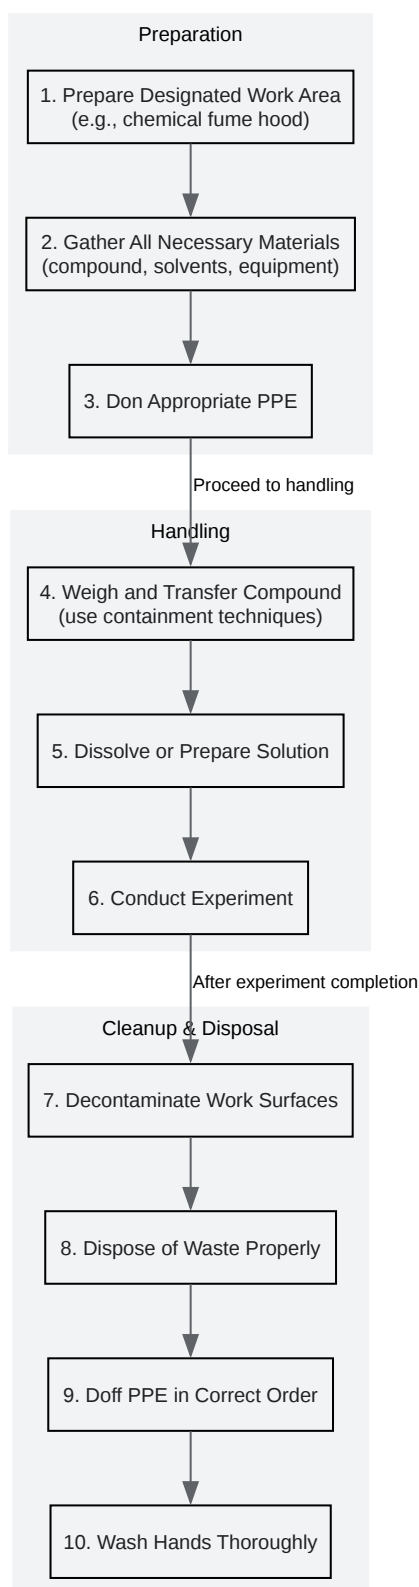 Preparation
1. Prepare Designated Work Area
(e.g., chemical fume hood)
2. Gather All Necessary Materials
(compound, solvents, equipment)
3. Don Appropriate PPE
Proceed to handling
Handling
4. Weigh and Transfer Compound
(use containment techniques)
5. Dissolve or Prepare Solution
6. Conduct Experiment
After experiment completion
Cleanup & Disposal
7. Decontaminate Work Surfaces
8. Dispose of Waste Properly
9. Doff PPE in Correct Order
10. Wash Hands Thoroughly